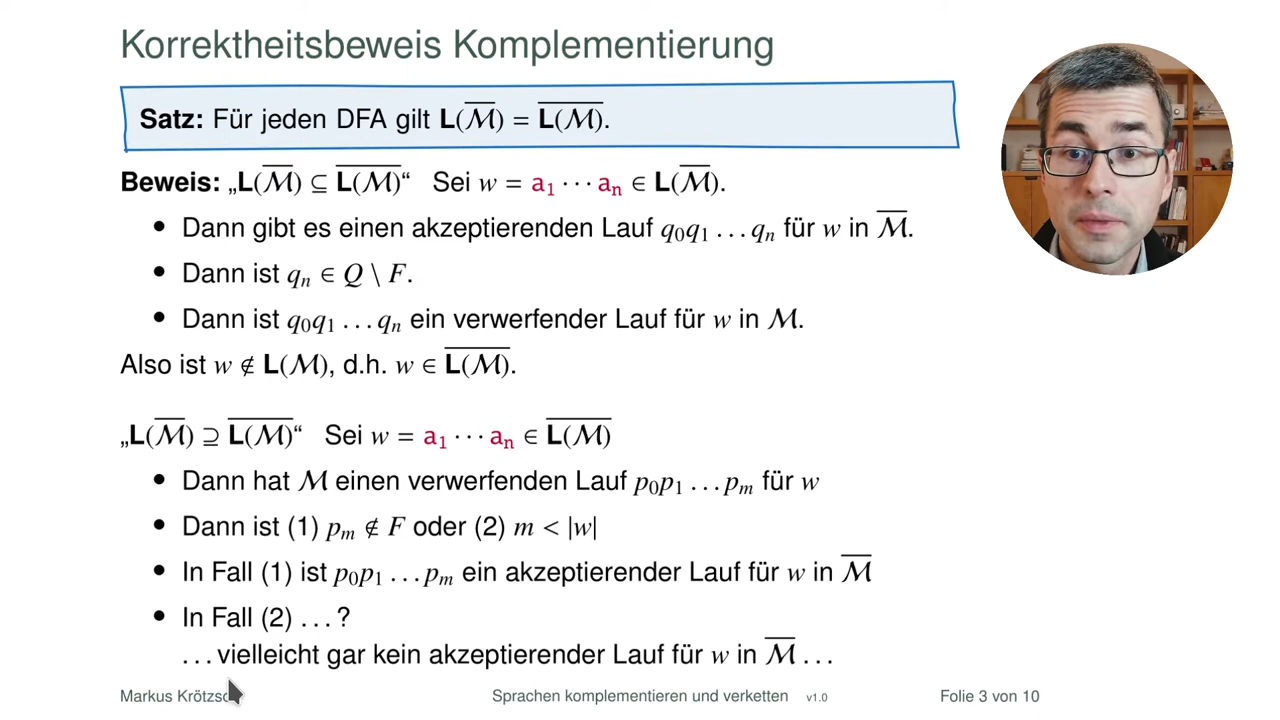 Korrektheitsbeweis Komplementierung
Satz: Für jeden DFA gilt L(M̅) = L̅(̅M̅)̅.
Beweis: „L(M̅) ⊆ L̅(̅M̅)̅“ Sei w = a₁ ⋯ aₙ ∈ L(M̅).
• Dann gibt es einen akzeptierenden Lauf q₀q₁ … qₙ für w in M̅.
• Dann ist qₙ ∈ Q \ F.
• Dann ist q₀q₁ … qₙ ein verwerfender Lauf für w in M.
Also ist w ∉ L(M), d.h. w ∈ L̅(̅M̅)̅.
„L(M̅) ⊇ L̅(̅M̅)̅“ Sei w = a₁ ⋯ aₙ ∈ L̅(̅M̅)̅
• Dann hat M einen verwerfenden Lauf p₀p₁ … pₘ für w
• Dann ist (1) pₘ ∉ F oder (2) m < |w|
• In Fall (1) ist p₀p₁ … pₘ ein akzeptierender Lauf für w in M̅
• In Fall (2) … ?
… vielleicht gar kein akzeptierender Lauf für w in M̅ …
Markus Sprachen komplementieren und verketten v1.0 Folie 3 von 10